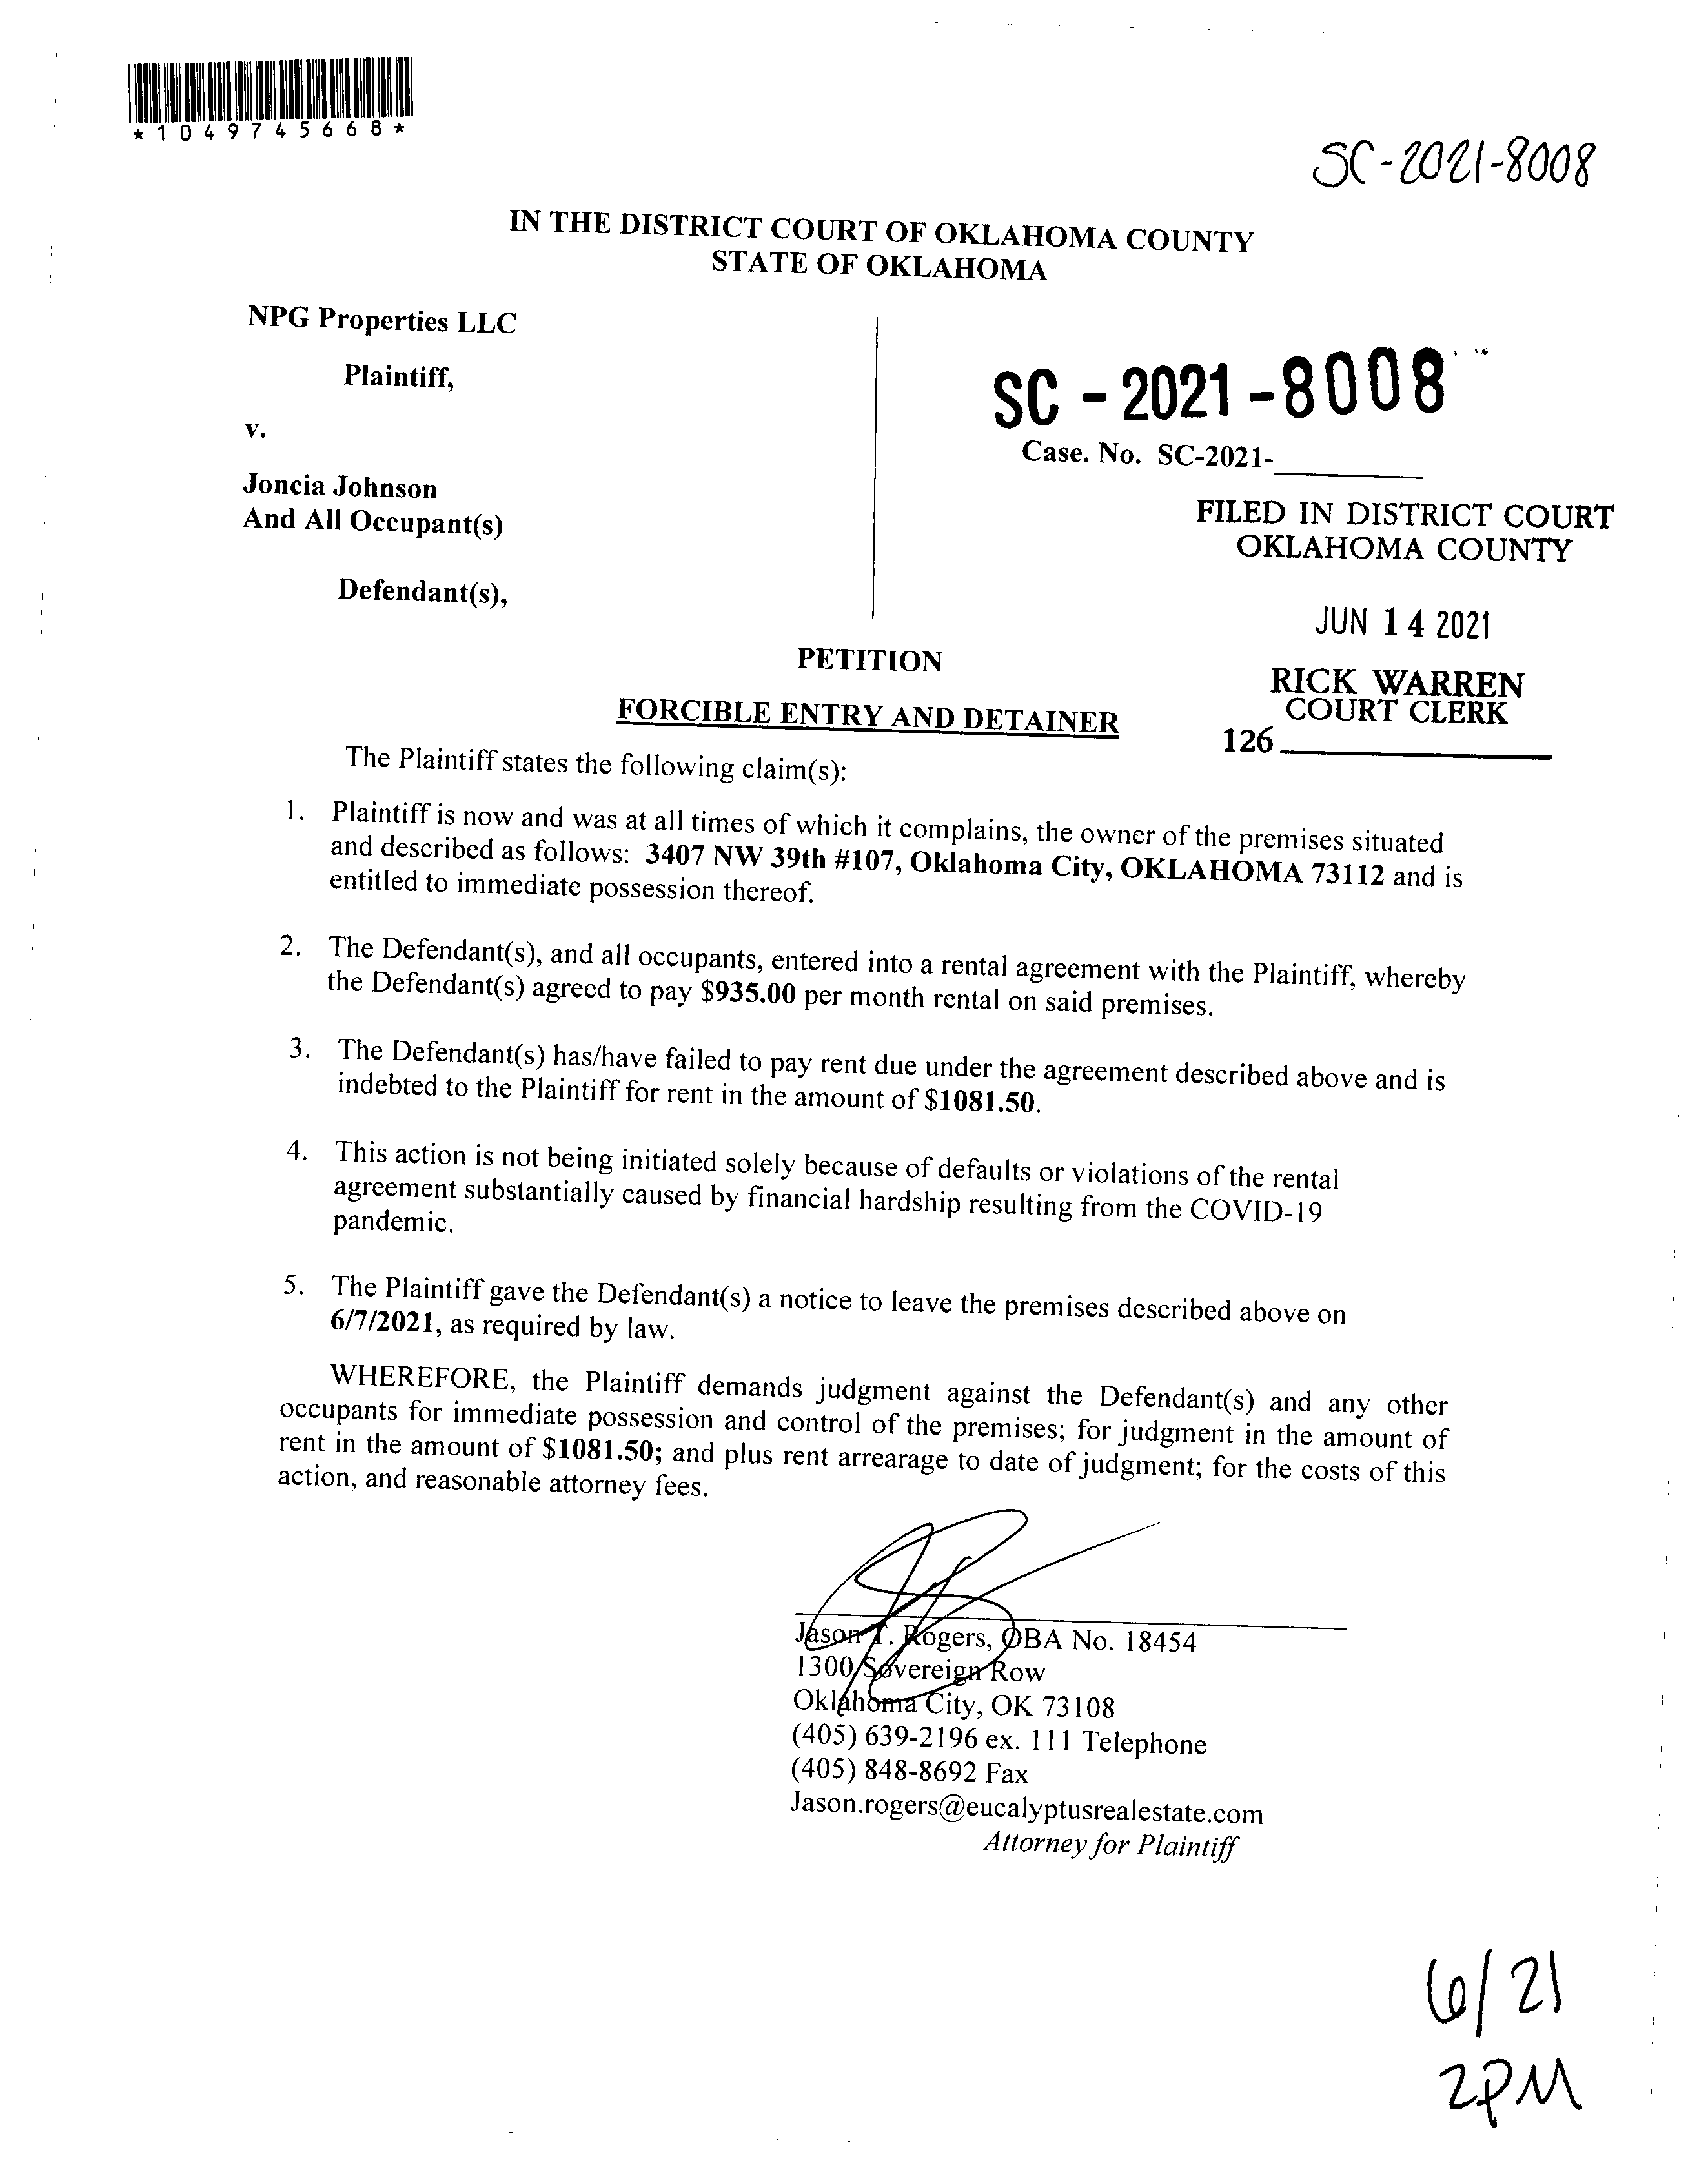 *1049745668*
SC-2021-8008
IN THE DISTRICT COURT OF OKLAHOMA COUNTY
STATE OF OKLAHOMA
NPG Properties LLC
Plaintiff,
v.
Joncia Johnson
And All Occupant(s)
Defendant(s),
SC - 2021 - 8008
Case. No. SC-2021-________
FILED IN DISTRICT COURT
OKLAHOMA COUNTY
JUN 14 2021
RICK WARREN
COURT CLERK
126________
PETITION
FORCIBLE ENTRY AND DETAINER
The Plaintiff states the following claim(s):
1. Plaintiff is now and was at all times of which it complains, the owner of the premises situated
and described as follows: 3407 NW 39th #107, Oklahoma City, OKLAHOMA 73112 and is
entitled to immediate possession thereof.
2. The Defendant(s), and all occupants, entered into a rental agreement with the Plaintiff, whereby
the Defendant(s) agreed to pay $935.00 per month rental on said premises.
3. The Defendant(s) has/have failed to pay rent due under the agreement described above and is
indebted to the Plaintiff for rent in the amount of $1081.50.
4. This action is not being initiated solely because of defaults or violations of the rental
agreement substantially caused by financial hardship resulting from the COVID-19
pandemic.
5. The Plaintiff gave the Defendant(s) a notice to leave the premises described above on
6/7/2021, as required by law.
WHEREFORE, the Plaintiff demands judgment against the Defendant(s) and any other
occupants for immediate possession and control of the premises; for judgment in the amount of
rent in the amount of $1081.50; and plus rent arrearage to date of judgment; for the costs of this
action, and reasonable attorney fees.
Jason T. Rogers, OBA No. 18454
1300 Sovereign Row
Oklahoma City, OK 73108
(405) 639-2196 ex. 111 Telephone
(405) 848-8692 Fax
Jason.rogers@eucalyptusrealestate.com
Attorney for Plaintiff
6/21
2PM